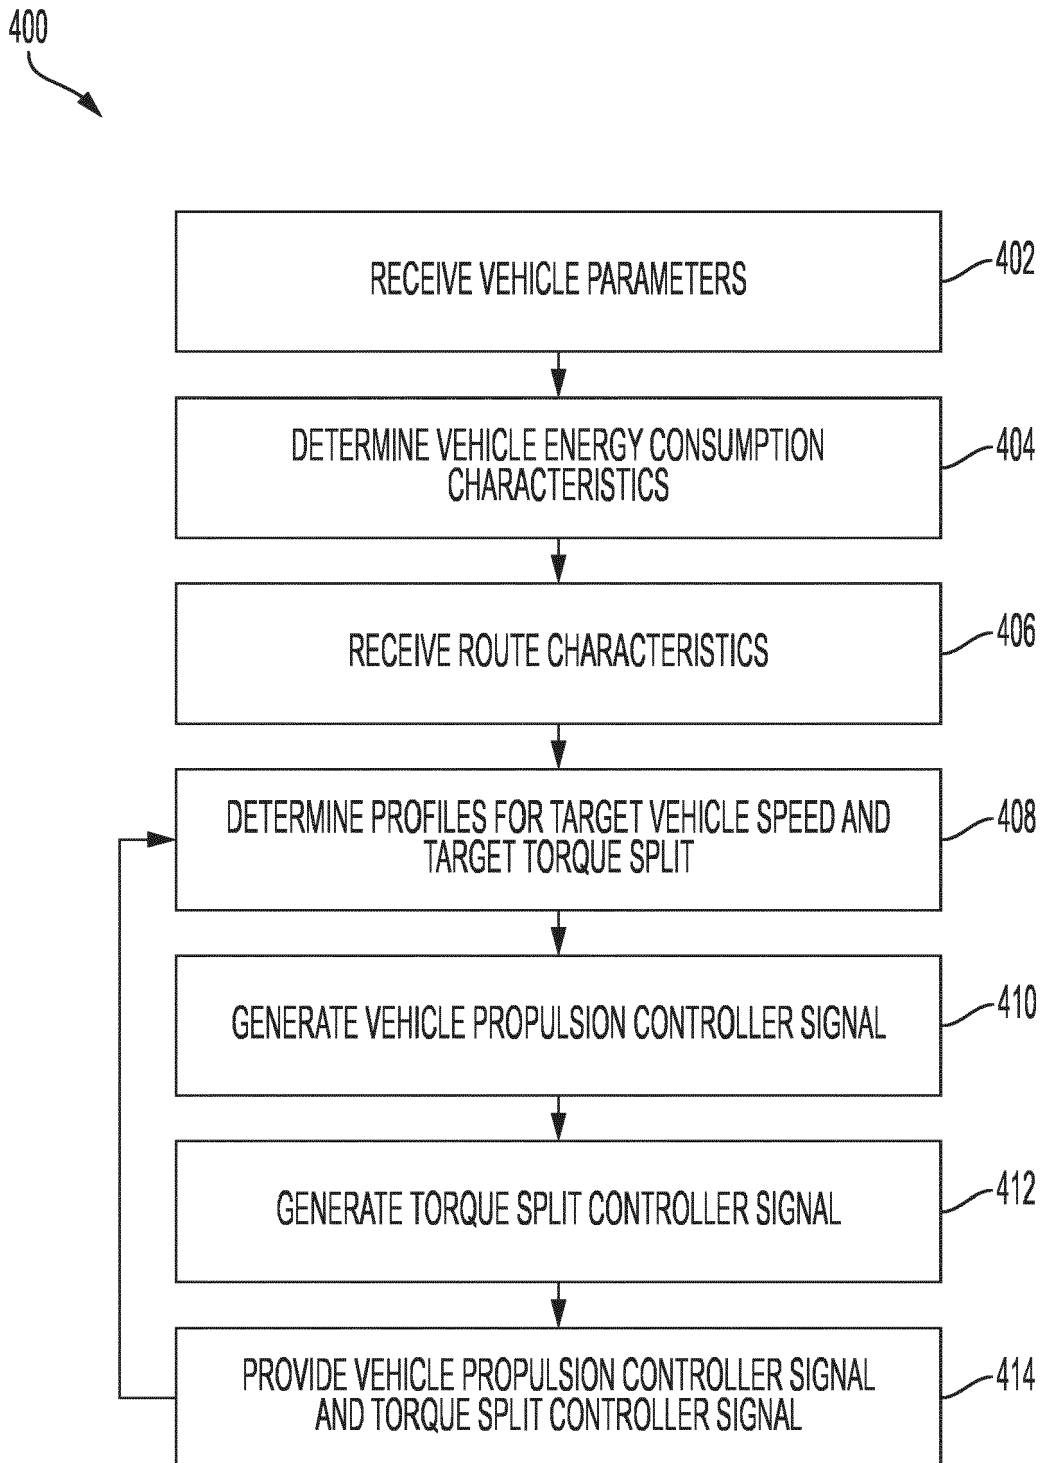 400
RECEIVE VEHICLE PARAMETERS
402
DETERMINE VEHICLE ENERGY CONSUMPTION
CHARACTERISTICS
404
RECEIVE ROUTE CHARACTERISTICS
406
DETERMINE PROFILES FOR TARGET VEHICLE SPEED AND
TARGET TORQUE SPLIT
408
GENERATE VEHICLE PROPULSION CONTROLLER SIGNAL
410
GENERATE TORQUE SPLIT CONTROLLER SIGNAL
412
PROVIDE VEHICLE PROPULSION CONTROLLER SIGNAL
AND TORQUE SPLIT CONTROLLER SIGNAL
414